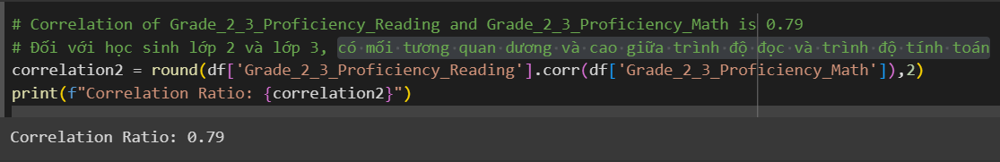 # Correlation of Grade_2_3_Proficiency_Reading and Grade_2_3_Proficiency_Math is 0.79
# Đối với học sinh lớp 2 và lớp 3, có mối tương quan dương và cao giữa trình độ đọc và trình độ tính toán
correlation2 = round(df['Grade_2_3_Proficiency_Reading'].corr(df['Grade_2_3_Proficiency_Math']),2)
print(f"Correlation Ratio: {correlation2}")
Correlation Ratio: 0.79